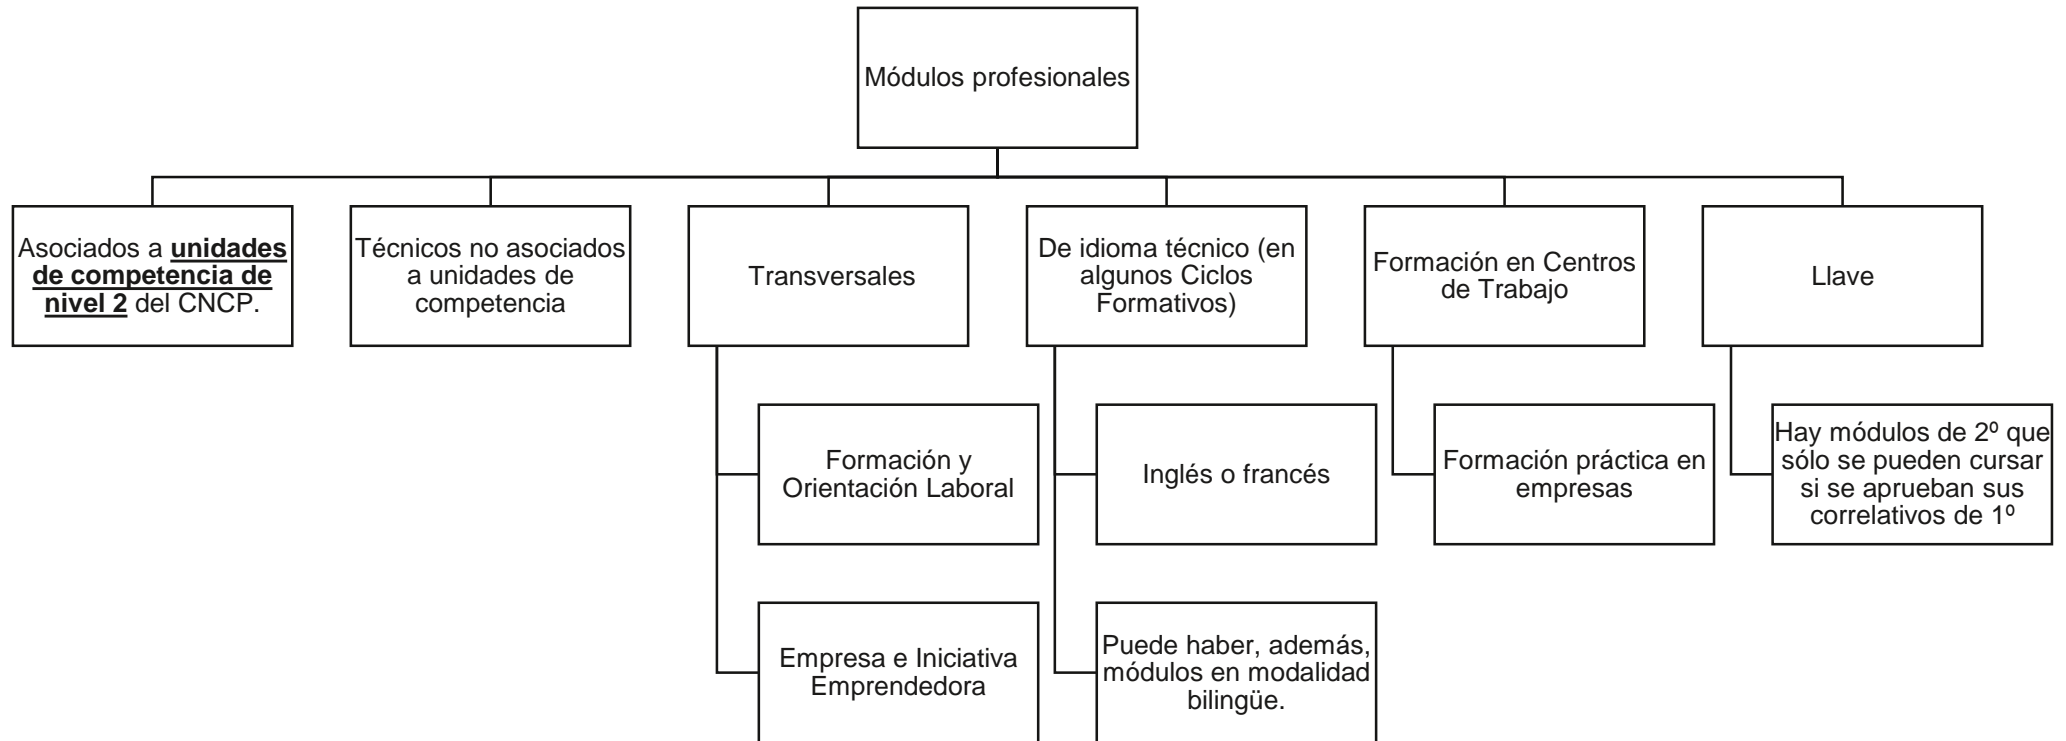 Módulos profesionales
Asociados a unidades
de competencia de
nivel 2 del CNCP.
Técnicos no asociados
a unidades de
competencia
Transversales
De idioma técnico (en
algunos Ciclos
Formativos)
Formación en Centros
de Trabajo
Llave
Formación y
Orientación Laboral
Inglés o francés
Formación práctica en
empresas
Hay módulos de 2º que
sólo se pueden cursar
si se aprueban sus
correlativos de 1º
Empresa e Iniciativa
Emprendedora
Puede haber, además,
módulos en modalidad
bilingüe.